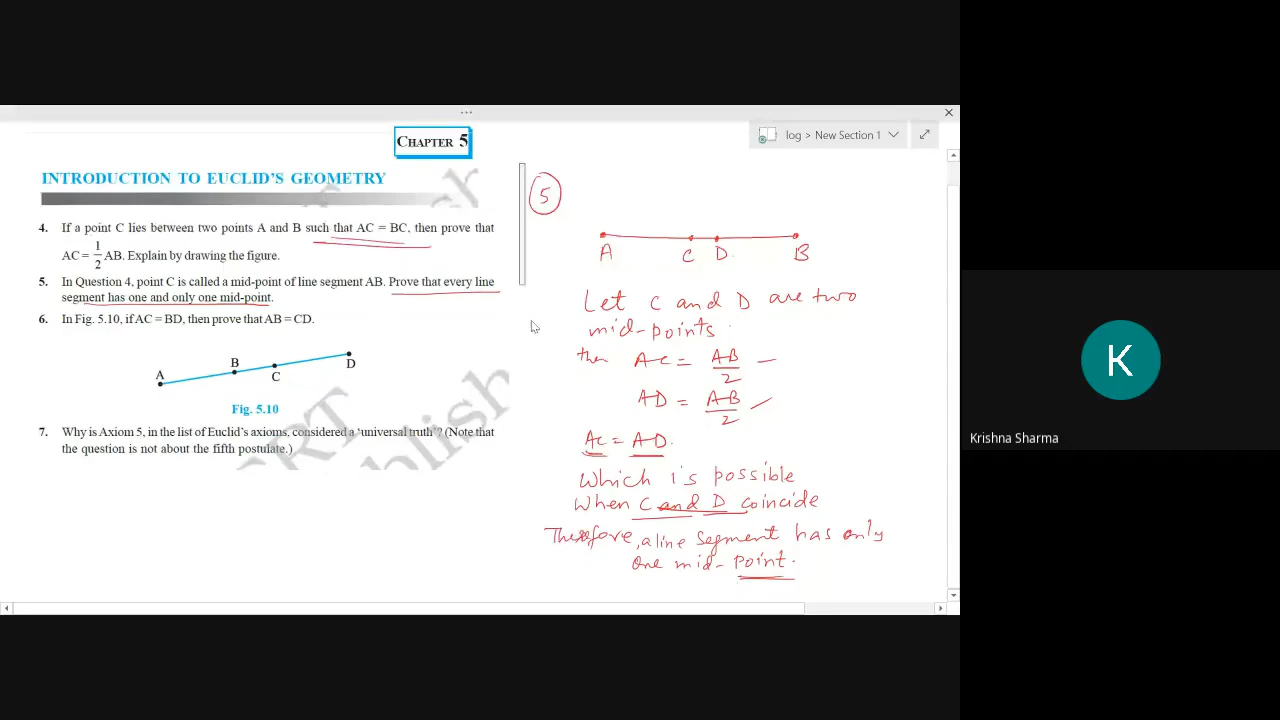 log > New Section 1
CHAPTER 5
INTRODUCTION TO EUCLID'S GEOMETRY
4. If a point C lies between two points A and B such that AC = BC, then prove that
AC = 1/2 AB. Explain by drawing the figure.
5. In Question 4, point C is called a mid-point of line segment AB. Prove that every line
segment has one and only one mid-point.
6. In Fig. 5.10, if AC = BD, then prove that AB = CD.
A B C D
Fig. 5.10
7. Why is Axiom 5, in the list of Euclid's axioms, considered a 'universal truth'? (Note that
the question is not about the fifth postulate.)
5
A C D B
Let C and D are two
mid-points
then AC = AB/2
AD = AB/2
AC = AD.
Which is possible
When C and D coincide
Therefore, a line segment has only
one mid-point.
K
Krishna Sharma